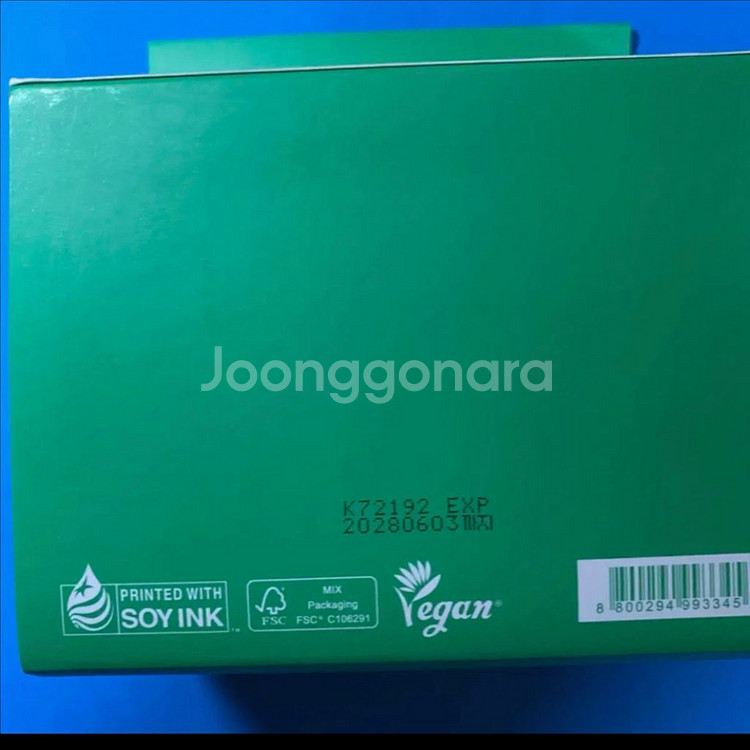 Joonggonara
K72192 EXP
20280603까지
PRINTED WITH
SOY INK
™
FSC
MIX
Packaging
FSC® C106291
Vegan®
8 800294 993345